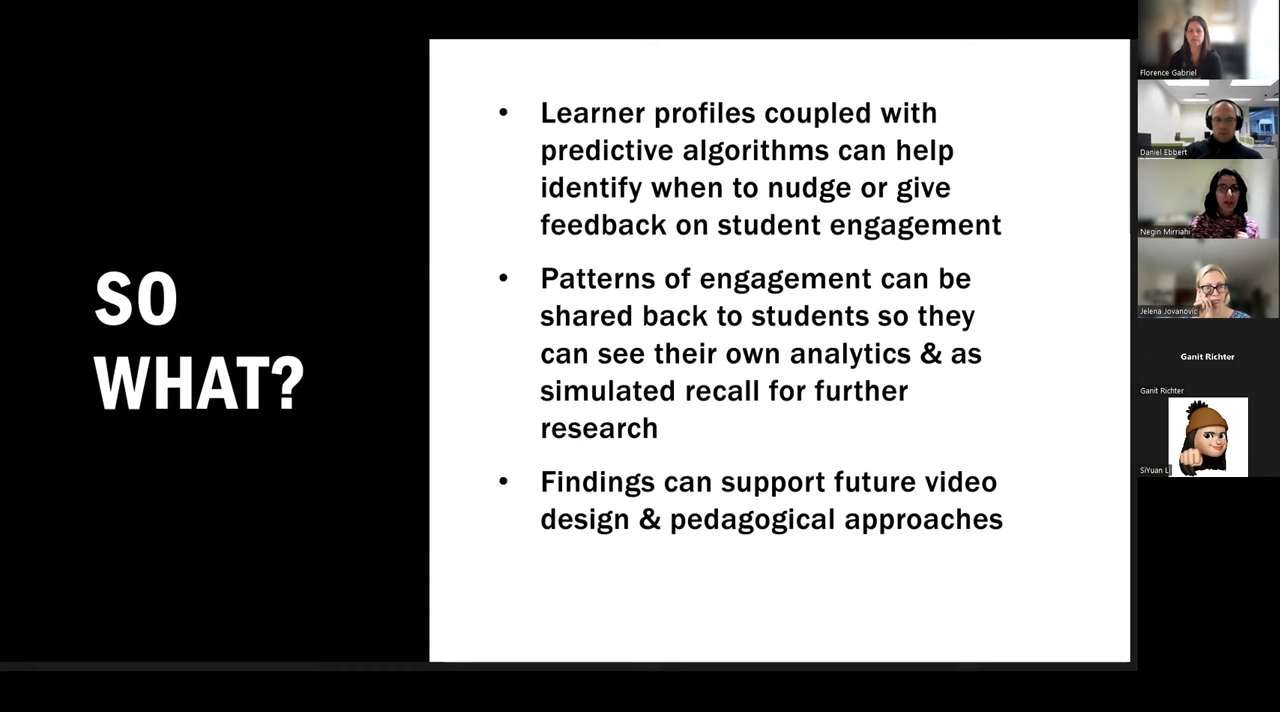 SO
WHAT?
• Learner profiles coupled with
predictive algorithms can help
identify when to nudge or give
feedback on student engagement
• Patterns of engagement can be
shared back to students so they
can see their own analytics & as
simulated recall for further
research
• Findings can support future video
design & pedagogical approaches
Florence Gabriel
Daniel Ebbert
Negin Mirriahi
Jelena Jovanovic
Ganit Richter
Ganit Richter